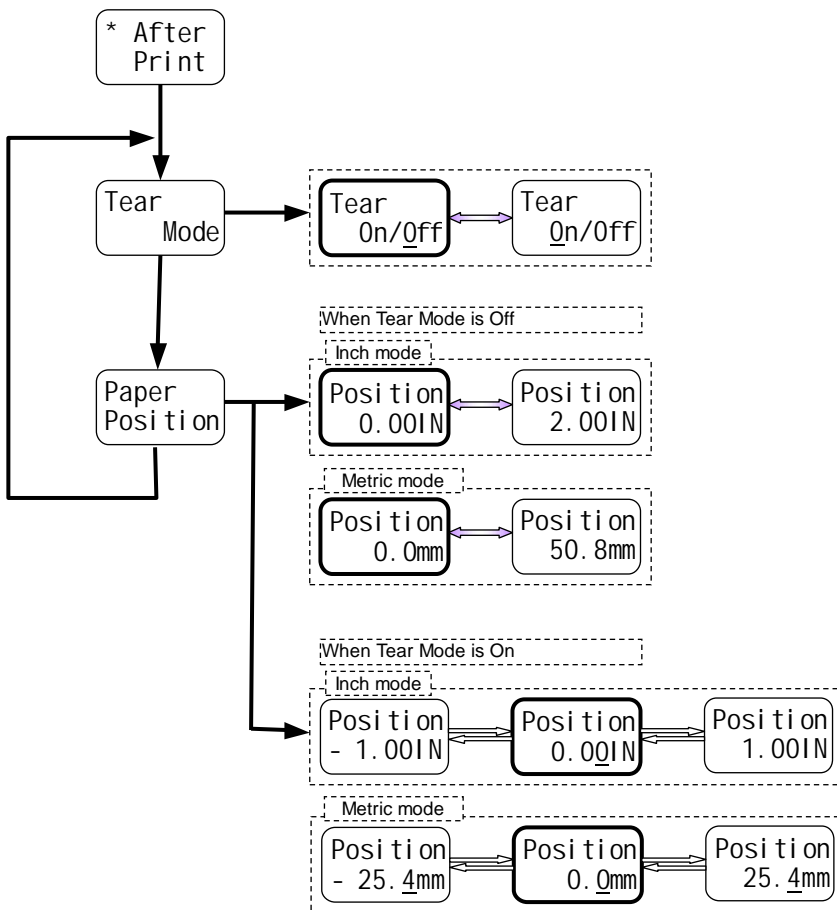 * After
Print
Tear
Mode
Tear
On/Off
Tear
On/Off
When Tear Mode is Off
Inch mode
Paper
Position
Position
0.00IN
Position
2.00IN
Metric mode
Position
0.0mm
Position
50.8mm
When Tear Mode is On
Inch mode
Position
- 1.00IN
Position
0.00IN
Position
1.00IN
Metric mode
Position
- 25.4mm
Position
0.0mm
Position
25.4mm